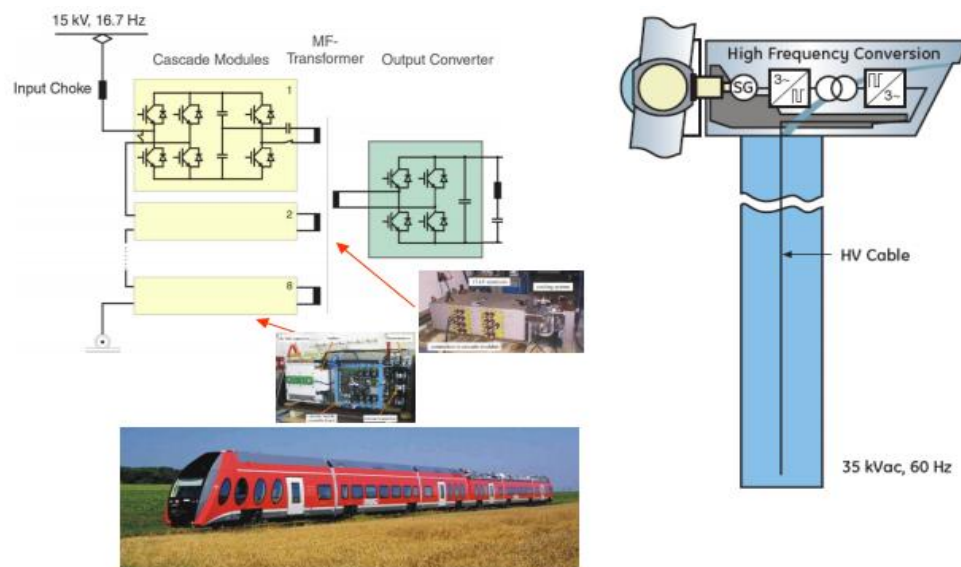 15 kV, 16.7 Hz
Input Choke
Cascade Modules
MF-
Transformer
Output Converter
1
2
8
High Frequency Conversion
SG
3~
3~
HV Cable
35 kVac, 60 Hz